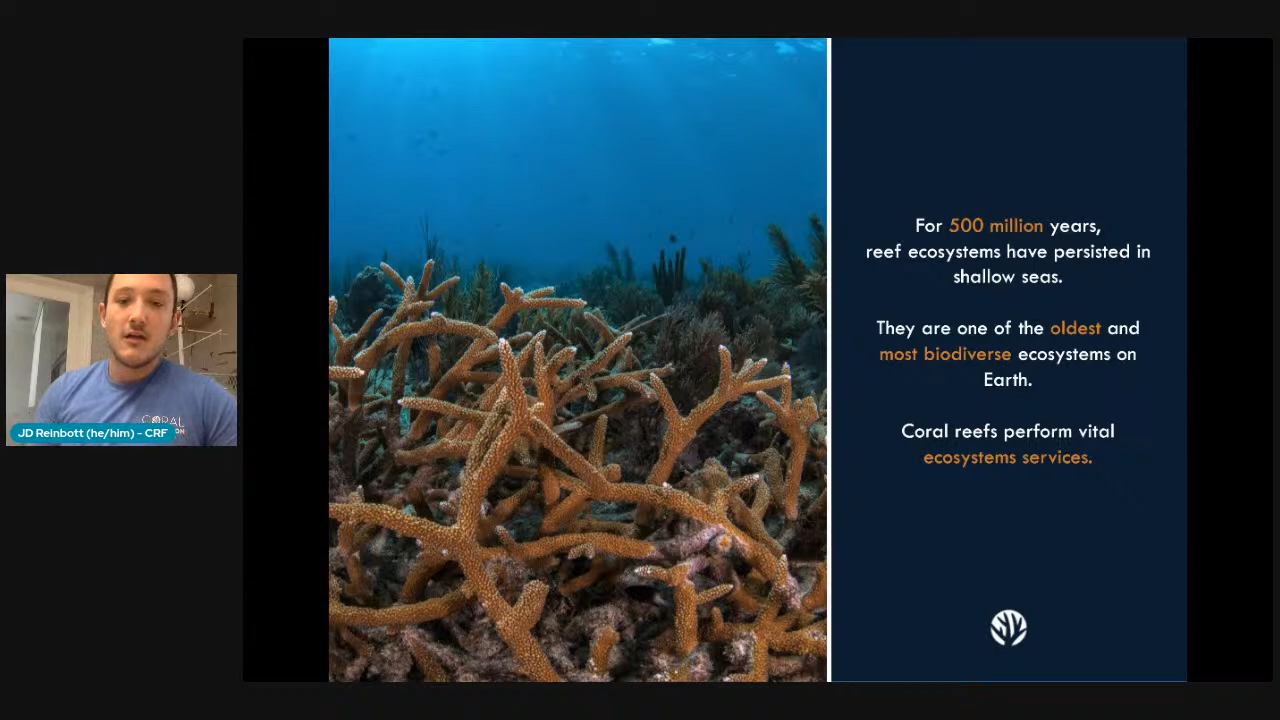 For 500 million years,
reef ecosystems have persisted in
shallow seas.
They are one of the oldest and
most biodiverse ecosystems on
Earth.
Coral reefs perform vital
ecosystems services.
CORAL
JD Reinbott (he/him) - CRF